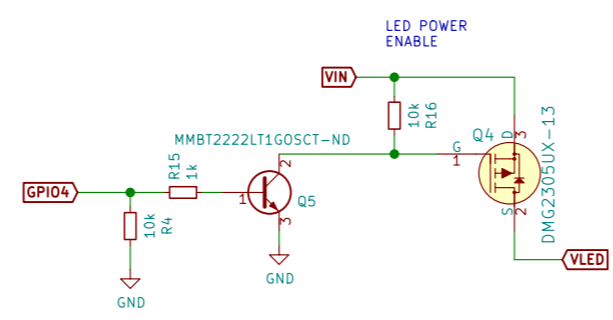 LED POWER
ENABLE
VIN
10k
R16
MMBT2222LT1GOSCT-ND
G
1
Q4
D
3
DMG2305UX-13
R15
1k
2
GPIO4
1
Q5
3
S
2
10k
R4
GND
VLED
GND